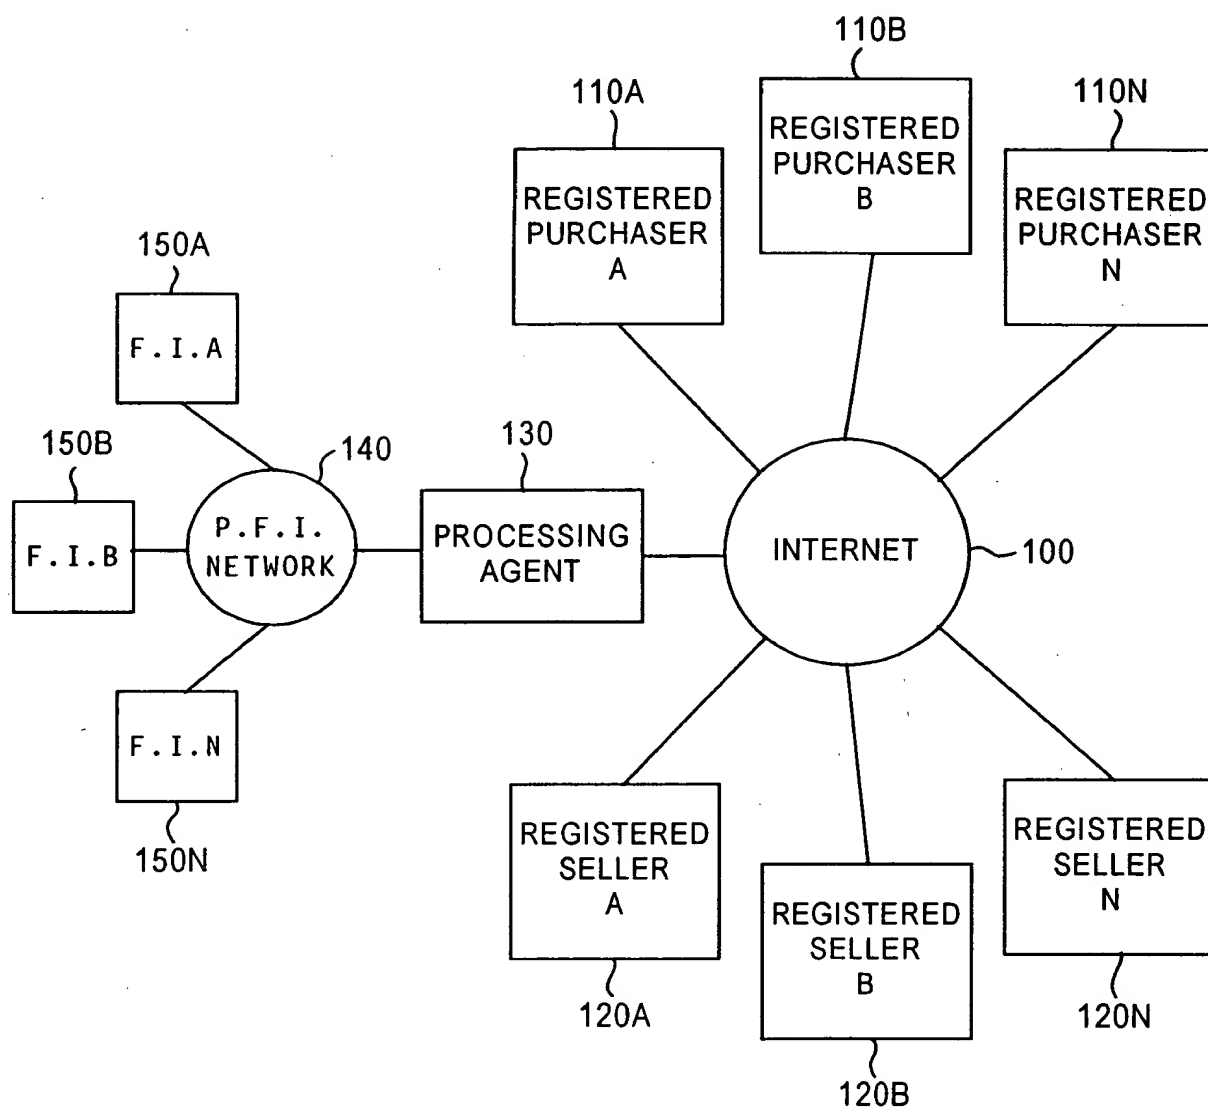 110B
110A
110N
REGISTERED
PURCHASER
B
REGISTERED
PURCHASER
A
REGISTERED
PURCHASER
N
150A
F.I.A
150B
140
130
F.I.B
P.F.I.
NETWORK
PROCESSING
AGENT
INTERNET
100
F.I.N
150N
REGISTERED
SELLER
A
REGISTERED
SELLER
B
REGISTERED
SELLER
N
120A
120N
120B